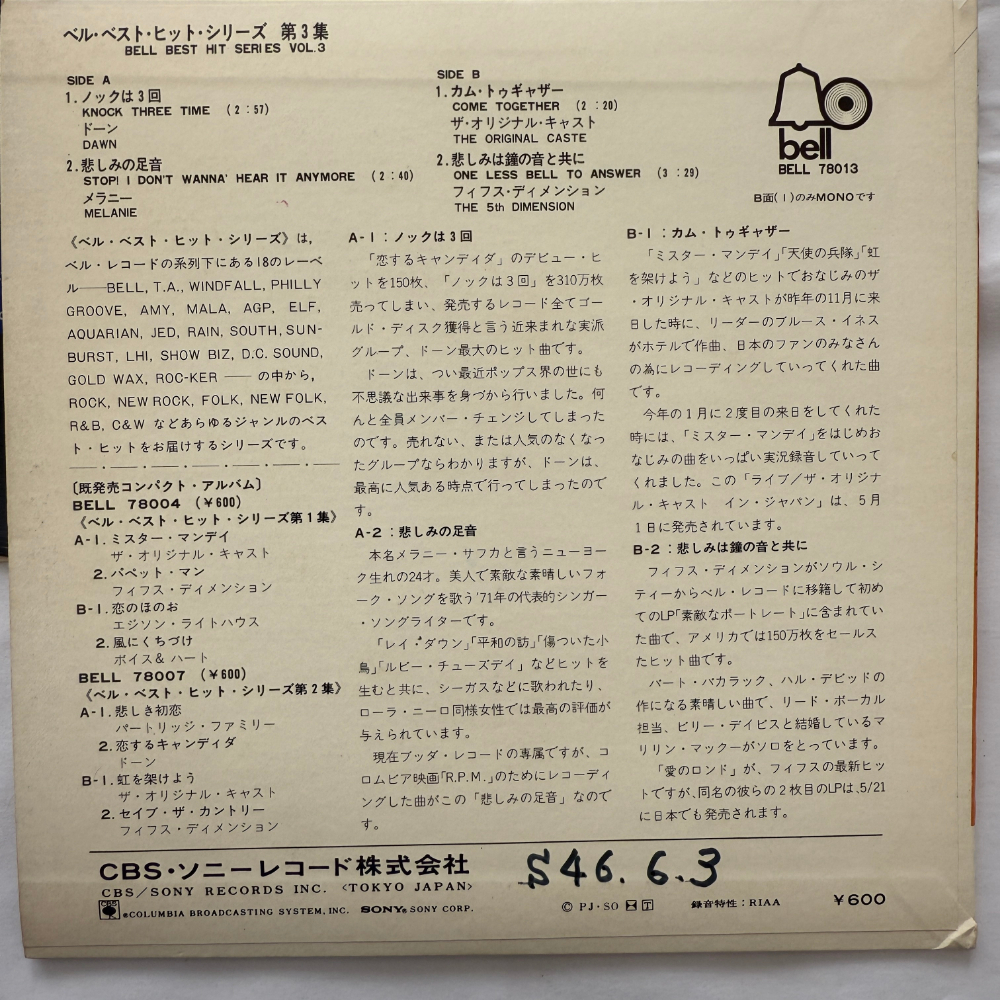 ベル・ベスト・ヒット・シリーズ 第3集
BELL BEST HIT SERIES VOL.3
SIDE A
1. ノックは3回
KNOCK THREE TIME (2:57)
ドーン
DAWN
2. 悲しみの足音
STOP! I DON'T WANNA' HEAR IT ANYMORE (2:40)
メラニー
MELANIE
SIDE B
1. カム・トゥギャザー
COME TOGETHER (2:20)
ザ・オリジナル・キャスト
THE ORIGINAL CASTE
2. 悲しみは鐘の音と共に
ONE LESS BELL TO ANSWER (3:29)
フィフス・ディメンション
THE 5th DIMENSION
bell
BELL 78013
B面(1)のみMONOです
《ベル・ベスト・ヒット・シリーズ》は,
ベル・レコードの系列下にある18のレーベ
ル——BELL, T.A., WINDFALL, PHILLY
GROOVE, AMY, MALA, AGP, ELF,
AQUARIAN, JED, RAIN, SOUTH, SUN-
BURST, LHI, SHOW BIZ, D.C. SOUND,
GOLD WAX, ROC-KER —— の中から,
ROCK, NEW ROCK, FOLK, NEW FOLK,
R&B, C&W などあらゆるジャンルのベス
ト・ヒットをお届けするシリーズです。
〔既発売コンパクト・アルバム〕
BELL 78004 (¥600)
《ベル・ベスト・ヒット・シリーズ第1集》
A-1. ミスター・マンデイ
ザ・オリジナル・キャスト
2. パペット・マン
フィフス・ディメンション
B-1. 恋のほのお
エジソン・ライトハウス
2. 風にくちづけ
ボイス& ハート
BELL 78007 (¥600)
《ベル・ベスト・ヒット・シリーズ第2集》
A-1. 悲しき初恋
パートリッジ・ファミリー
2. 恋するキャンディダ
ドーン
B-1. 虹を架けよう
ザ・オリジナル・キャスト
2. セイブ・ザ・カントリー
フィフス・ディメンション
A-1:ノックは3回
「恋するキャンディダ」のデビュー・ヒ
ットを150枚、「ノックは3回」を310万枚
売ってしまい、発売するレコード全てゴー
ルド・ディスク獲得と言う近来まれな実派
グループ、ドーン最大のヒット曲です。
ドーンは、つい最近ポップス界の世にも
不思議な出来事を身づから行いました。何
んと全員メンバー・チェンジしてしまった
のです。売れない、または人気のなくなっ
たグループならわかりますが、ドーンは、
最高に人気ある時点で行ってしまったので
す。
A-2:悲しみの足音
本名メラニー・サフカと言うニューヨー
ク生れの24才。美人で素敵な素晴しいフォ
ーク・ソングを歌う'71年の代表的シンガー
・ソングライターです。
「レイ・ダウン」「平和の訪」「傷ついた小
鳥」「ルビー・チューズデイ」などヒットを
生むと共に、シーガスなどに歌われたり、
ローラ・ニーロ同様女性では最高の評価が
与えられています。
現在ブッダ・レコードの専属ですが、コ
ロムビア映画「R.P.M.」のためにレコーディ
ングした曲がこの「悲しみの足音」なので
す。
B-1:カム・トゥギャザー
「ミスター・マンデイ」「天使の兵隊」「虹
を架けよう」などのヒットでおなじみのザ
・オリジナル・キャストが昨年の11月に来
日した時に、リーダーのブルース・イネス
がホテルで作曲、日本のファンのみなさん
の為にレコーディングしていってくれた曲
です。
今年の1月に2度目の来日をしてくれた
時には、「ミスター・マンデイ」をはじめお
なじみの曲をいっぱい実況録音していって
くれました。この「ライブ/ザ・オリジナ
ル・キャスト イン・ジャパン」は、5月
1日に発売されています。
B-2:悲しみは鐘の音と共に
フィフス・ディメンションがソウル・シ
ティーからベル・レコードに移籍して初め
てのLP「素敵なポートレート」に含まれてい
た曲で、アメリカでは150万枚をセールス
たヒット曲です。
バート・バカラック、ハル・デビッドの
作になる素晴しい曲で、リード・ボーカル
担当、ビリー・デイビスと結婚しているマ
リリン・マックーがソロをとっています。
「愛のロンド」が、フィフスの最新ヒッ
トですが、同名の彼らの2枚目のLPは、5/21
に日本でも発売されます。
CBS・ソニーレコード株式会社
CBS/SONY RECORDS INC. <TOKYO JAPAN>
CBS
®COLUMBIA BROADCASTING SYSTEM, INC. SONY® SONY CORP.
S46. 6.3
Ⓒ PJ・SO
録音特性:RIAA
¥600